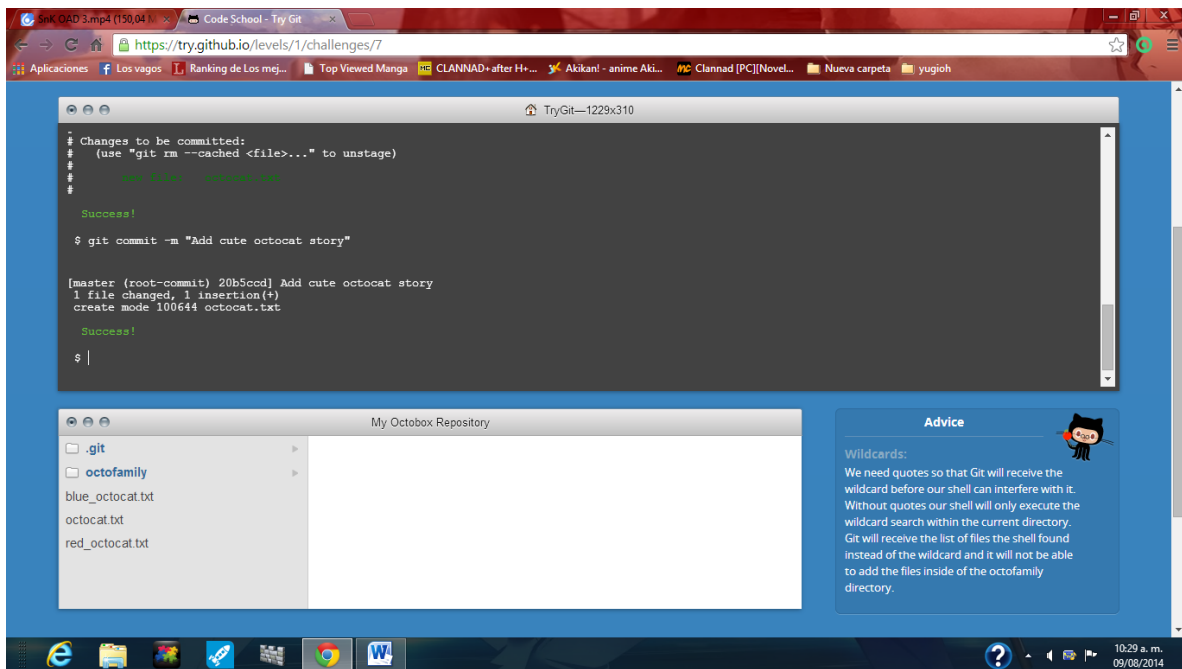 SnK OAD 3.mp4 (150,04 M
Code School - Try Git
https://try.github.io/levels/1/challenges/7
Aplicaciones
Los vagos
Ranking de Los mej...
Top Viewed Manga
CLANNAD+after H+...
Akikan! - anime Aki...
Clannad [PC][Novel...
Nueva carpeta
yugioh
TryGit—1229x310
# Changes to be committed:
#   (use "git rm --cached <file>..." to unstage)
#
#       new file:   octocat.txt
#
Success!
$ git commit -m "Add cute octocat story"
[master (root-commit) 20b5ccd] Add cute octocat story
1 file changed, 1 insertion(+)
create mode 100644 octocat.txt
Success!
$
My Octobox Repository
.git
octofamily
blue_octocat.txt
octocat.txt
red_octocat.txt
Advice
Wildcards:
We need quotes so that Git will receive the
wildcard before our shell can interfere with it.
Without quotes our shell will only execute the
wildcard search within the current directory.
Git will receive the list of files the shell found
instead of the wildcard and it will not be able
to add the files inside of the octofamily
directory.
10:29 a. m.
09/08/2014